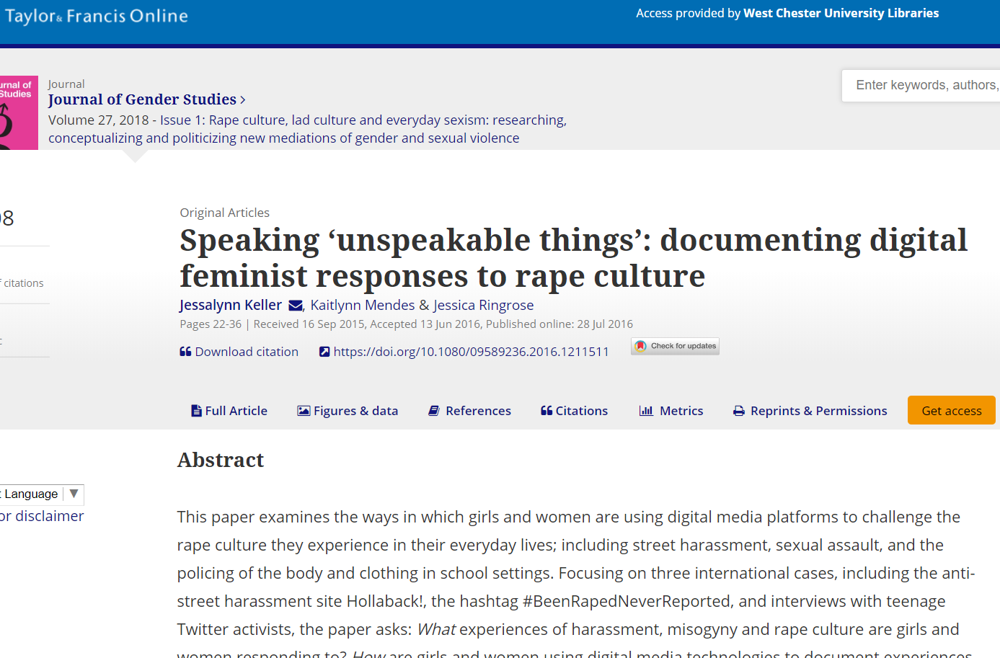 Taylor & Francis Online
Access provided by West Chester University Libraries
urnal of
Studies
Journal
Journal of Gender Studies
Enter keywords, authors,
Volume 27, 2018 - Issue 1: Rape culture, lad culture and everyday sexism: researching,
conceptualizing and politicizing new mediations of gender and sexual violence
Original Articles
Speaking ‘unspeakable things’: documenting digital
feminist responses to rape culture
citations
Jessalynn Keller , Kaitlynn Mendes & Jessica Ringrose
Pages 22-36 | Received 16 Sep 2015, Accepted 13 Jun 2016, Published online: 28 Jul 2016
Download citation https://doi.org/10.1080/09589236.2016.1211511 Check for updates
Full Article Figures & data References Citations Metrics Reprints & Permissions Get access
Abstract
Language ▼
or disclaimer
This paper examines the ways in which girls and women are using digital media platforms to challenge the
rape culture they experience in their everyday lives; including street harassment, sexual assault, and the
policing of the body and clothing in school settings. Focusing on three international cases, including the anti-
street harassment site Hollaback!, the hashtag #BeenRapedNeverReported, and interviews with teenage
Twitter activists, the paper asks: What experiences of harassment, misogyny and rape culture are girls and
women responding to? How are girls and women using digital media technologies to document experiences